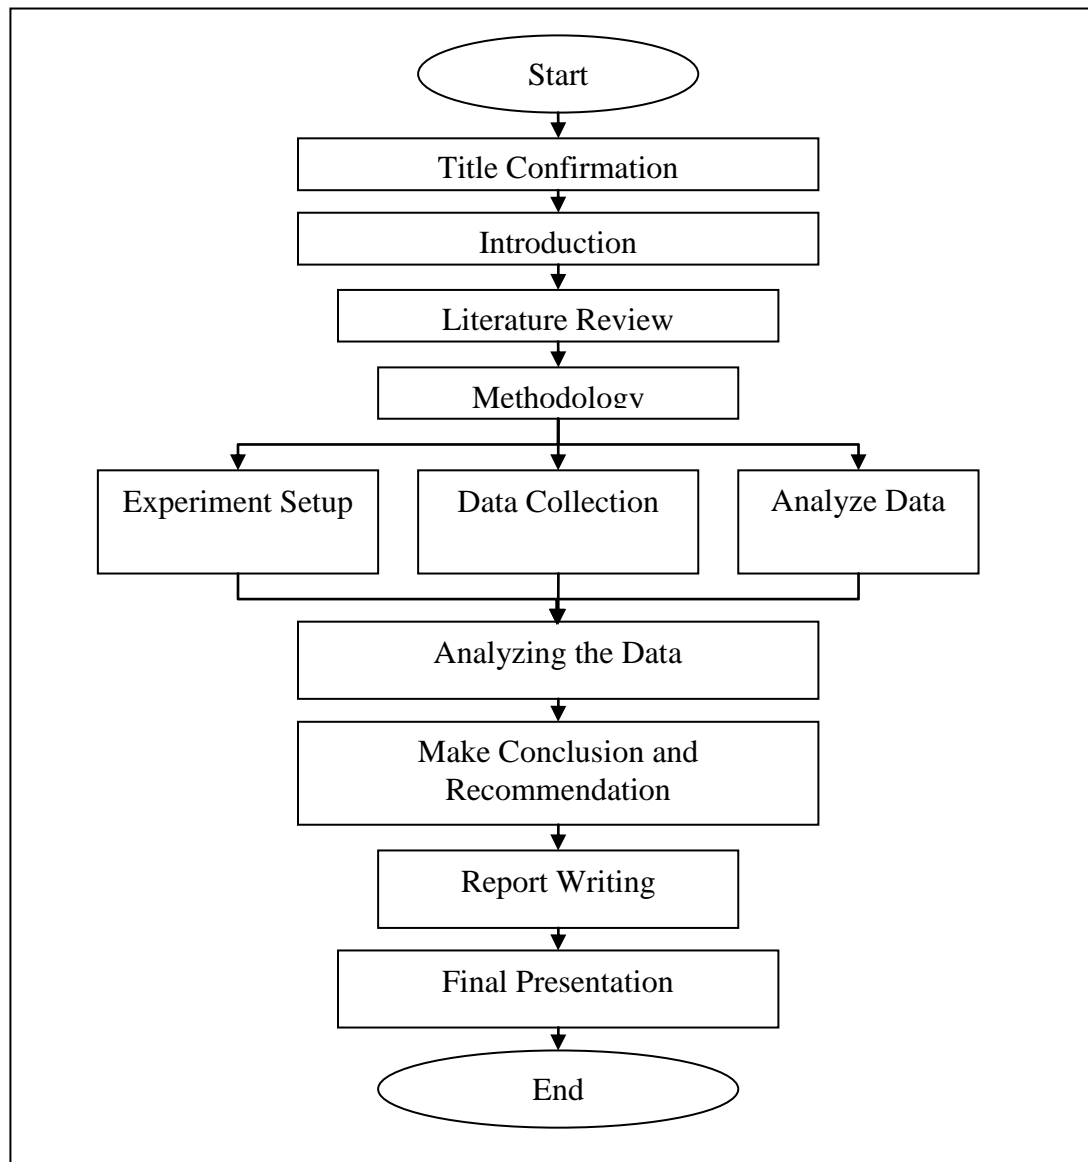 Start
Title Confirmation
Introduction
Literature Review
Methodology
Experiment Setup
Data Collection
Analyze Data
Analyzing the Data
Make Conclusion and
Recommendation
Report Writing
Final Presentation
End